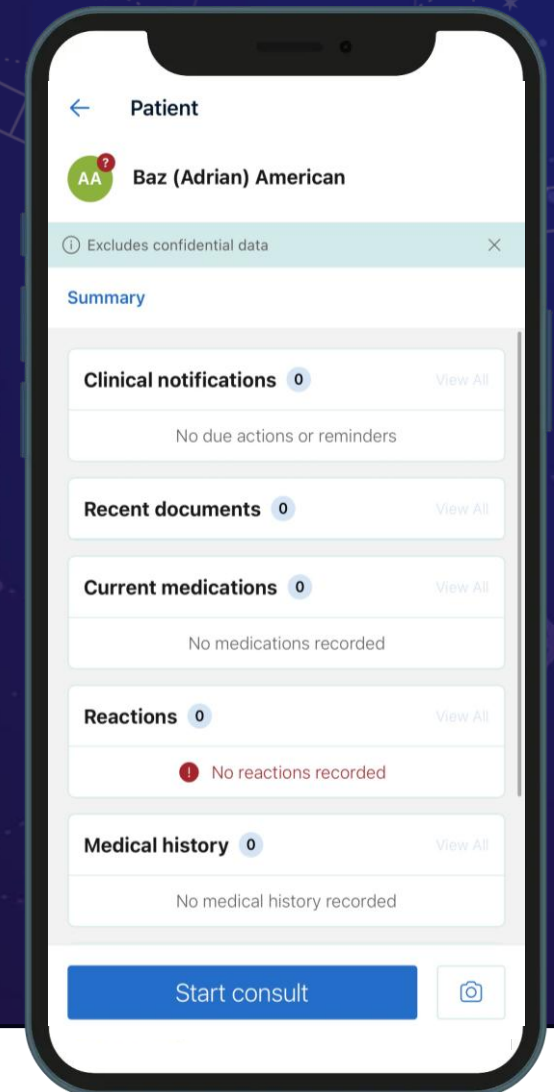 Patient
AA ? Baz (Adrian) American
Excludes confidential data
Summary
Clinical notifications 0 View All
No due actions or reminders
Recent documents 0 View All
Current medications 0 View All
No medications recorded
Reactions 0 View All
! No reactions recorded
Medical history 0 View All
No medical history recorded
Start consult